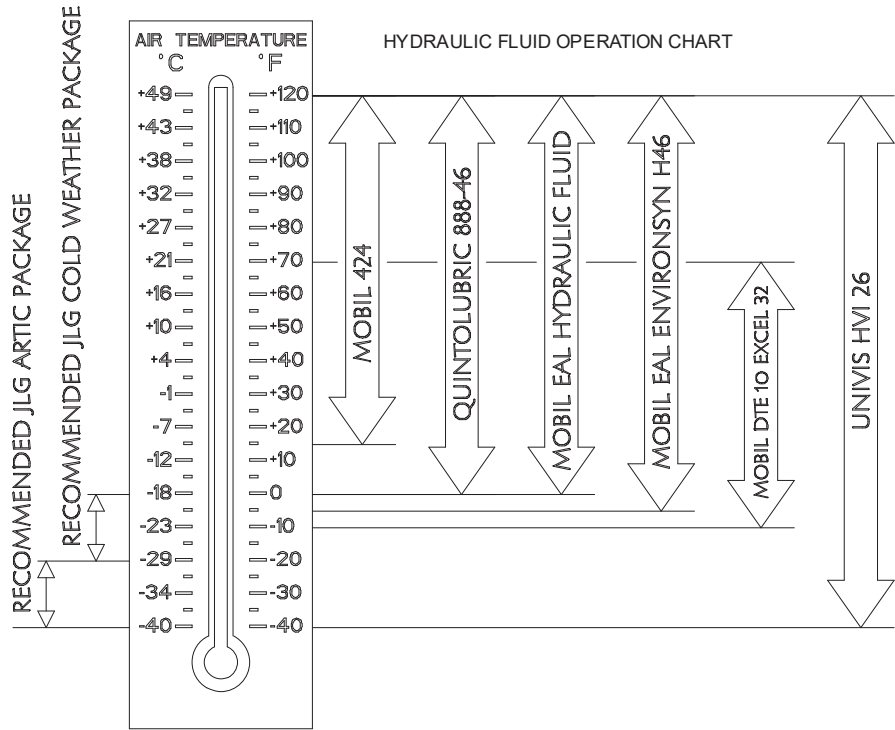 HYDRAULIC FLUID OPERATION CHART
AIR TEMPERATURE
°C °F
+49 +120
+43 +110
+38 +100
+32 +90
+27 +80
+21 +70
+16 +60
+10 +50
+4 +40
-1 +30
-7 +20
-12 +10
-18 0
-23 -10
-29 -20
-34 -30
-40 -40
RECOMMENDED JLG ARTIC PACKAGE
RECOMMENDED JLG COLD WEATHER PACKAGE
MOBIL 424
QUINTOLUBRIC 888-46
MOBIL EAL HYDRAULIC FLUID
MOBIL EAL ENVIRONSYN H46
MOBIL DTE 10 EXCEL 32
UNIVIS HVI 26